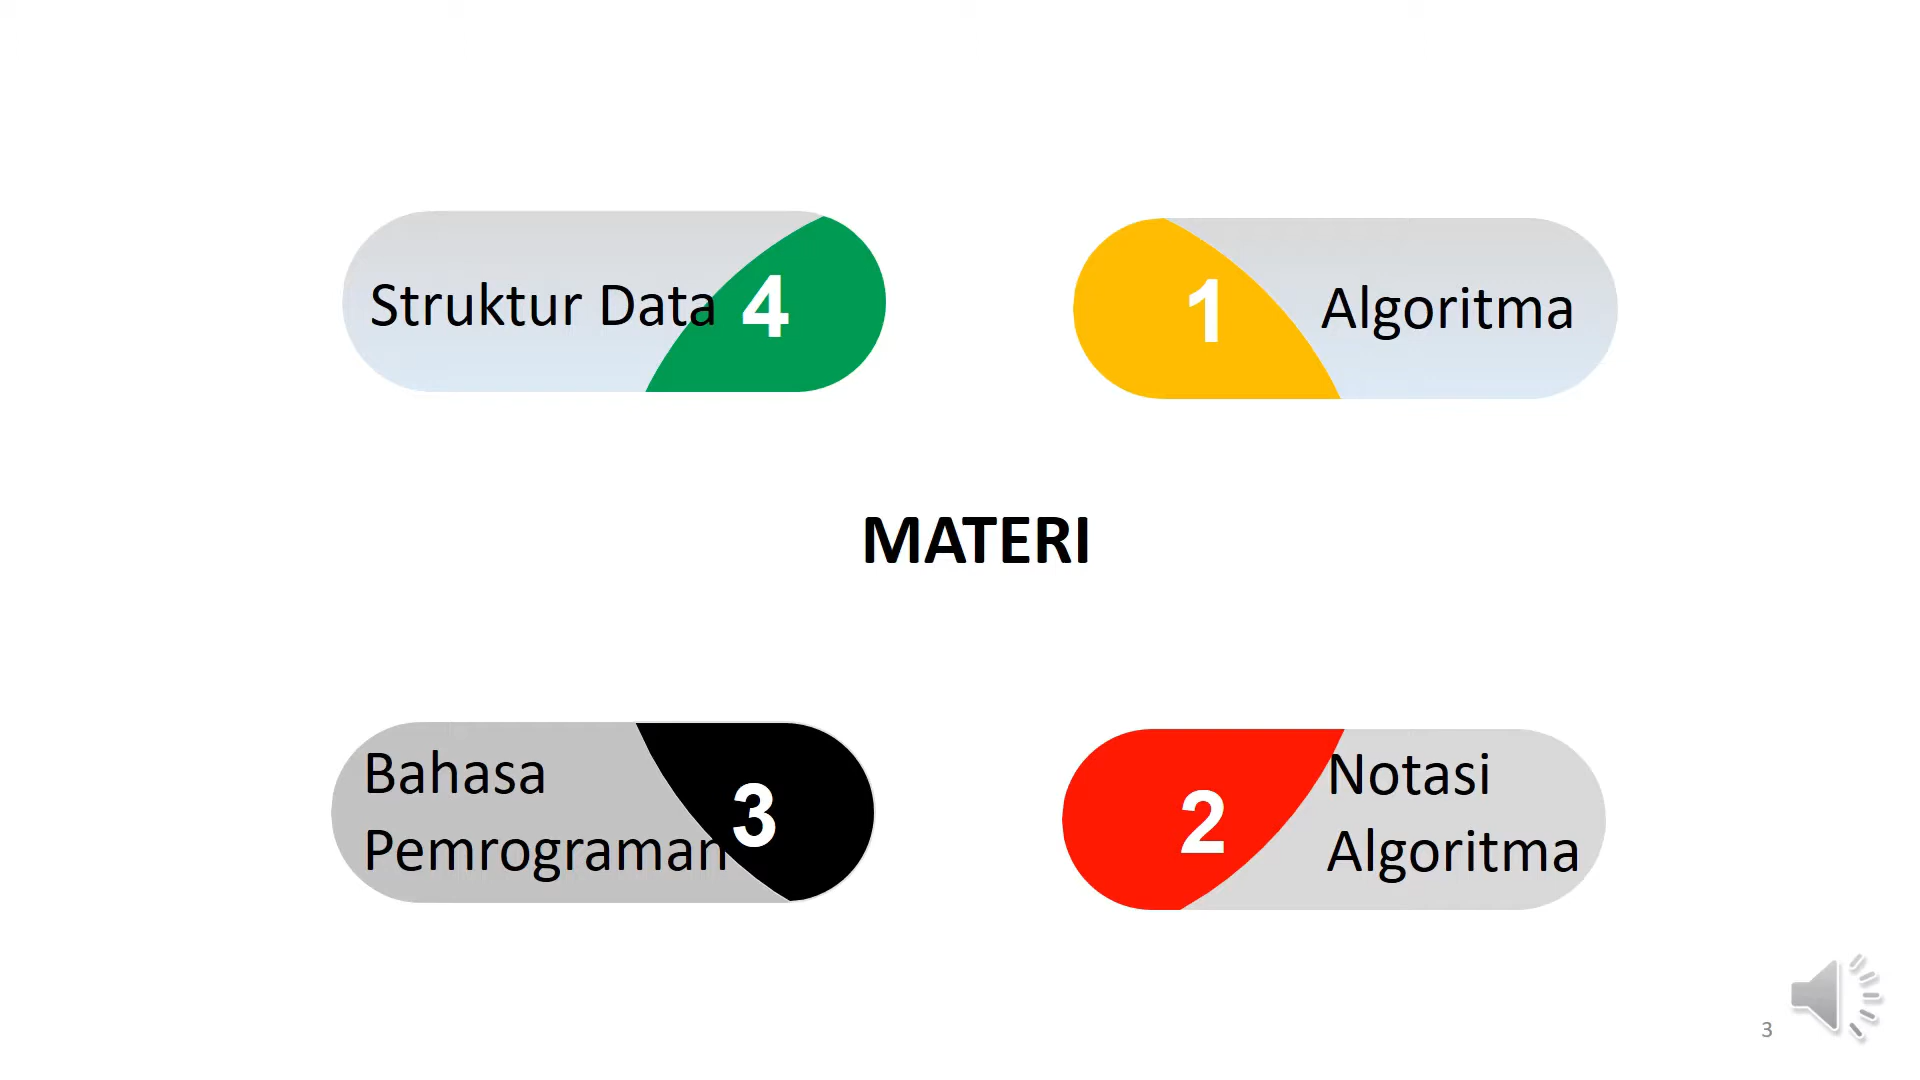 Struktur Data 4
1 Algoritma
MATERI
Bahasa
Pemrograman
3
2
Notasi
Algoritma
3